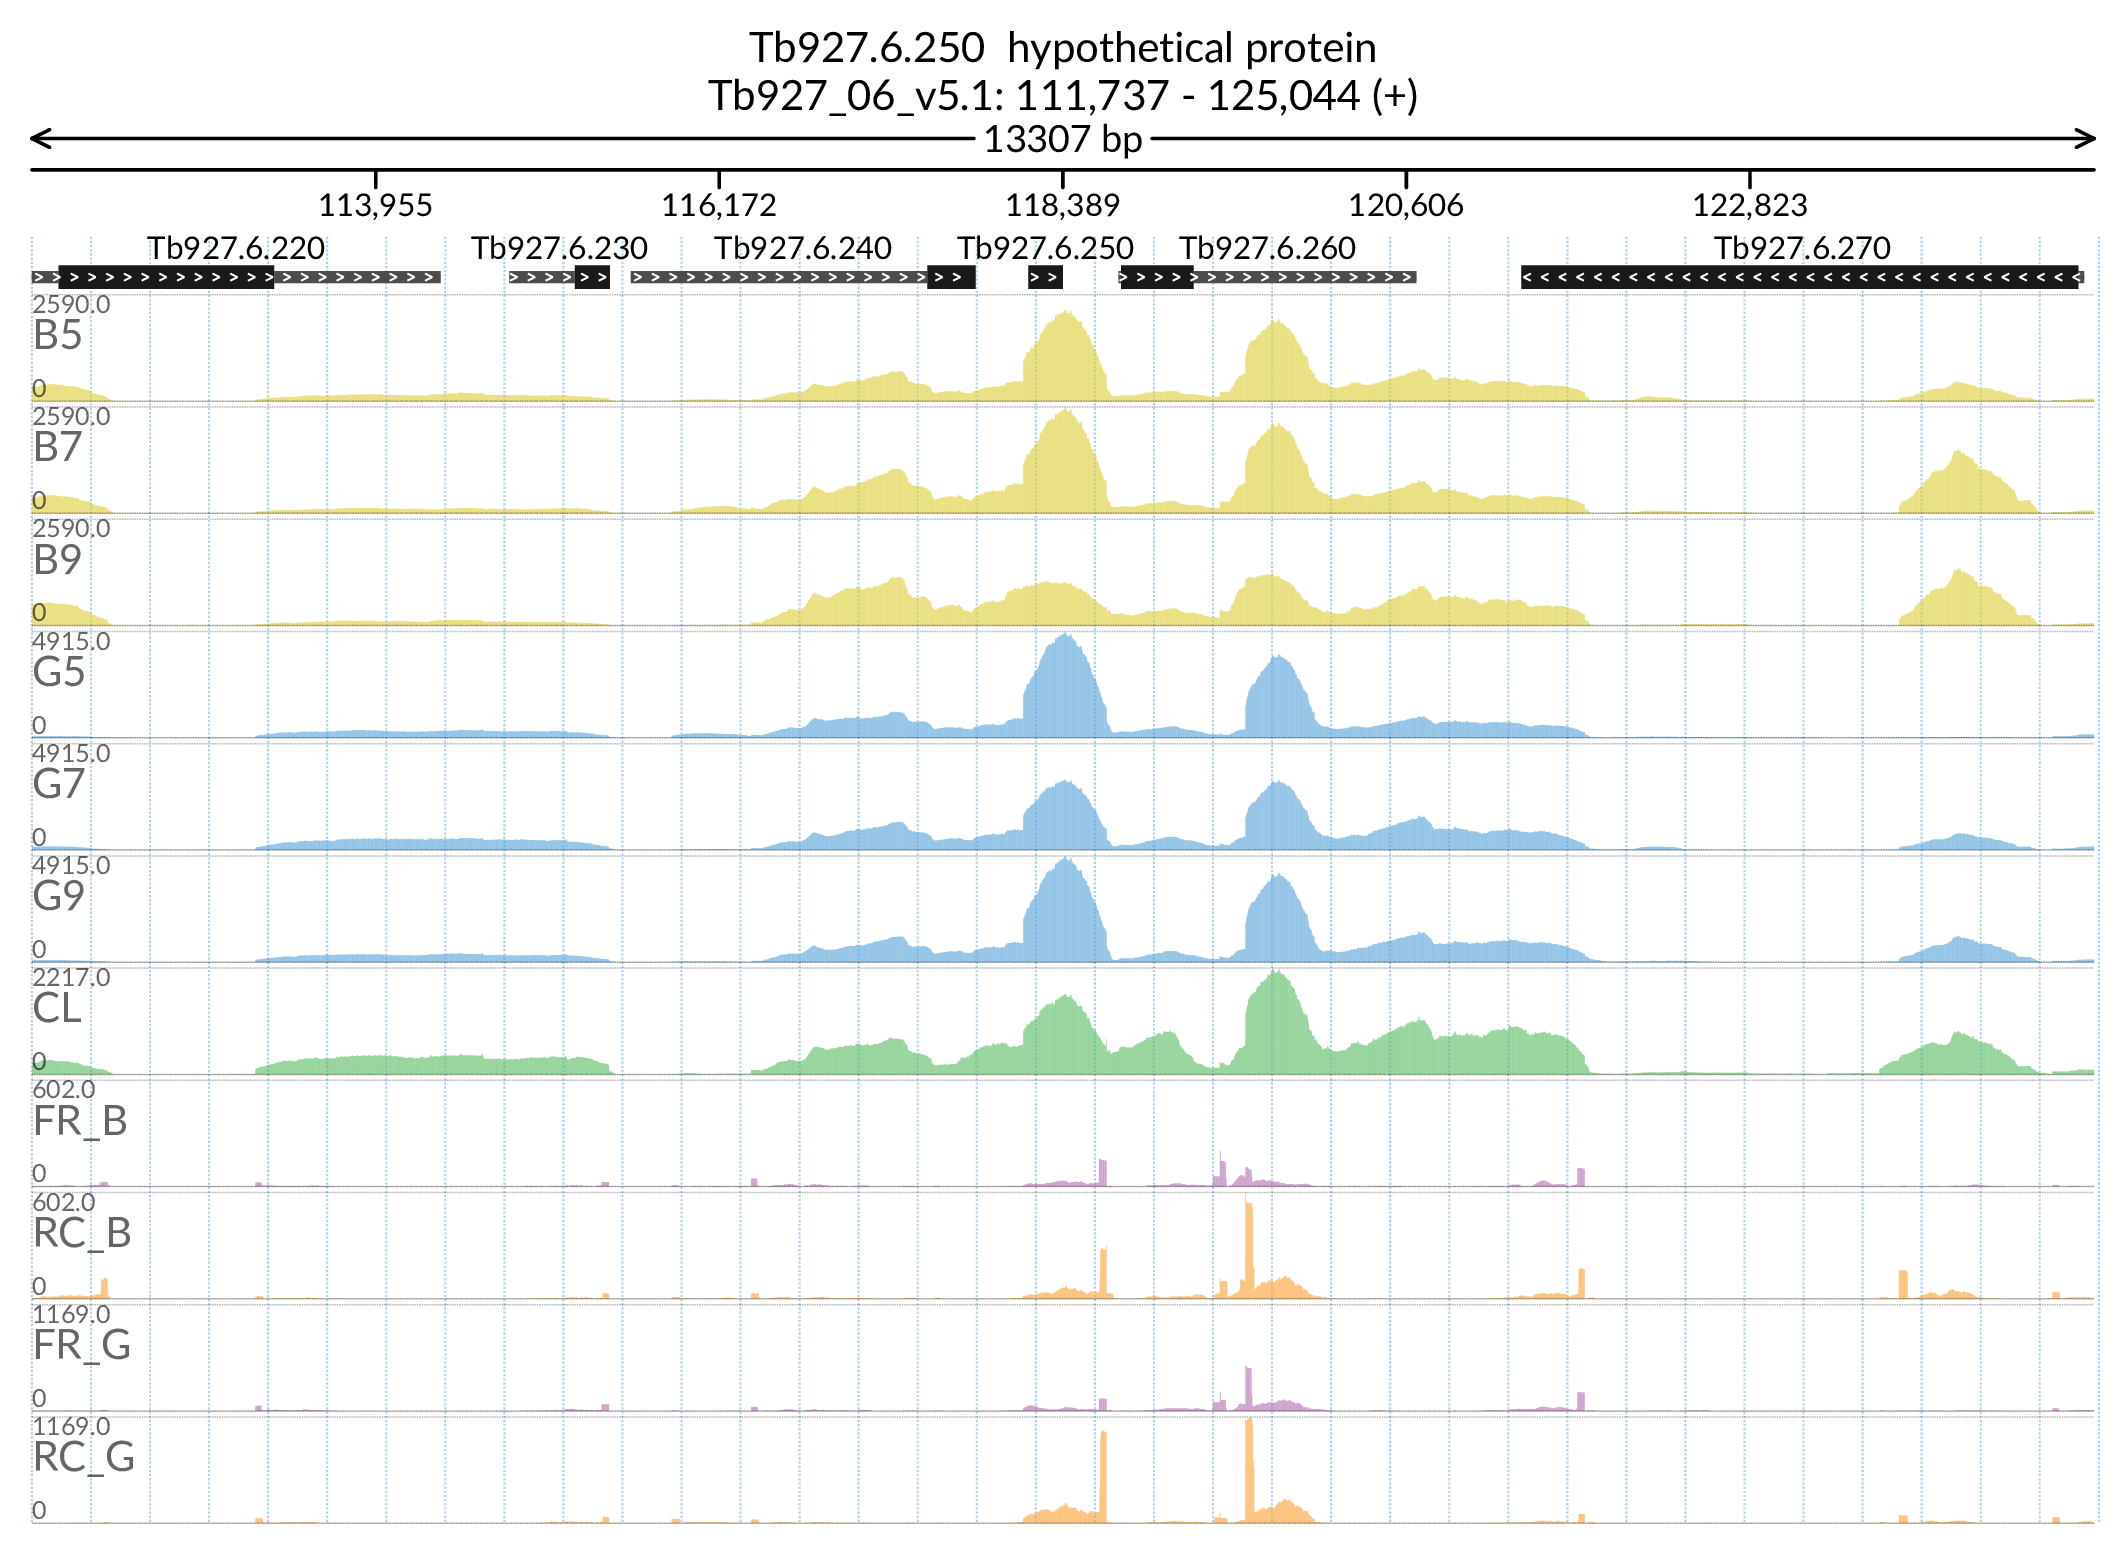 Tb927.6.250  hypothetical protein
Tb927_06_v5.1: 111,737 - 125,044 (+)
13307 bp
113,955 116,172 118,389 120,606 122,823
Tb927.6.220 Tb927.6.230 Tb927.6.240 Tb927.6.250 Tb927.6.260 Tb927.6.270
2590.0
B5
0
2590.0
B7
0
2590.0
B9
0
4915.0
G5
0
4915.0
G7
0
4915.0
G9
0
2217.0
CL
0
602.0
FR_B
0
602.0
RC_B
0
1169.0
FR_G
0
1169.0
RC_G
0